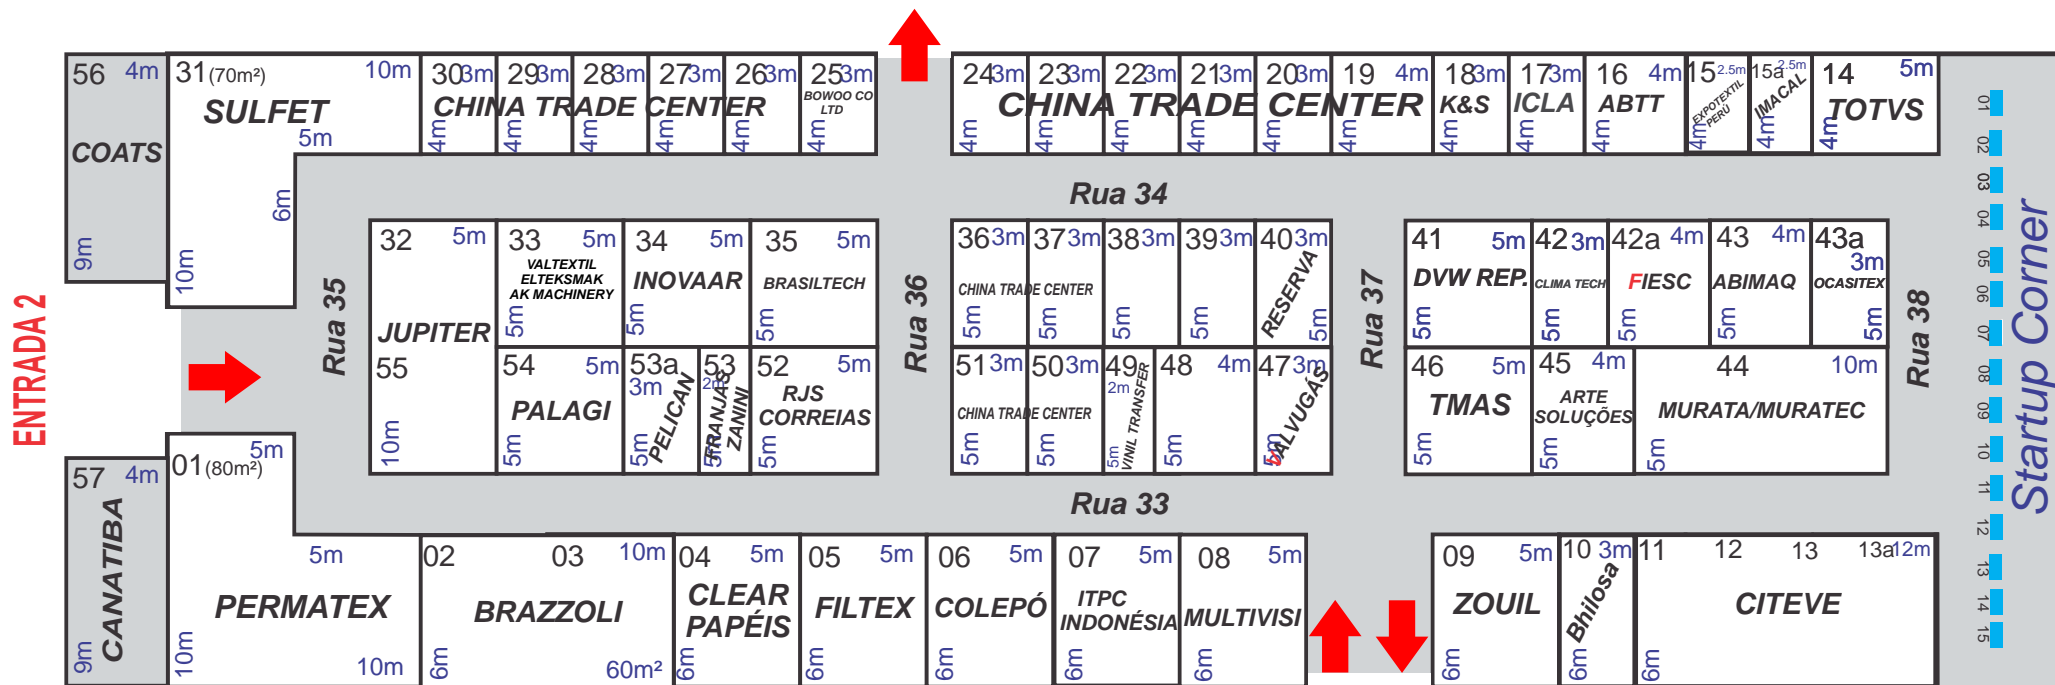 56 4m
COATS
9m
31 (70m²) 10m
SULFET
5m
6m
10m
30 3m 29 3m 28 3m 27 3m 26 3m
CHINA TRADE CENTER
4m 4m 4m 4m 4m
25 3m
BOWOO CO
LTD
4m
24 3m 23 3m 22 3m 21 3m 20 3m 19 4m
CHINA TRADE CENTER
4m 4m 4m 4m 4m 4m
18 3m
K&S
4m
17 3m
ICLA
4m
16 4m
ABTT
4m
15 2.5m
EXPOTEXTIL
PERÚ
4m
15a 2.5m
IMACAL
4m
14 5m
TOTVS
4m
Rua 34
ENTRADA 2
Rua 35
32 5m
JUPITER
55
10m
33 5m
VALTEXTIL
ELTEKSMAK
AK MACHINERY
5m
34 5m
INOVAAR
5m
35 5m
BRASILTECH
5m
54 5m
PALAGI
5m
53a
3m
PELICAN
5m
53
2m
FRANJAS
ZANINI
5m
52 5m
RJS
CORREIAS
5m
Rua 36
36 3m 37 3m
CHINA TRADE CENTER
5m 5m
38 3m
5m
39 3m
5m
40 3m
RESERVA
5m
51 3m 50 3m
CHINA TRADE CENTER
5m 5m
49
2m
VINIL TRANSFER
5m
48 4m
5m
47 3m
VALVUGÁS
5m
Rua 37
41 5m
DVW REP.
5m
42 3m
CLIMA TECH
5m
42a 4m
FIESC
5m
43 4m
ABIMAQ
5m
43a
3m
OCASITEX
5m
46 5m
TMAS
5m
45 4m
ARTE
SOLUÇÕES
5m
44 10m
MURATA/MURATEC
5m
Rua 38
Rua 33
57 4m
CANATIBA
9m
01 (80m²) 5m
5m
PERMATEX
10m 10m
02 03 10m
BRAZZOLI
6m 60m²
04 5m
CLEAR
PAPÉIS
6m
05 5m
FILTEX
6m
06 5m
COLEPÓ
6m
07 5m
ITPC
INDONÉSIA
6m
08 5m
MULTIVISI
6m
09 5m
ZOUIL
6m
10 3m
Bhilosa
6m
11 12 13 13a 12m
CITEVE
6m
01
02
03
04
05
06
07
08
09
10
11
12
13
14
15
Startup Corner